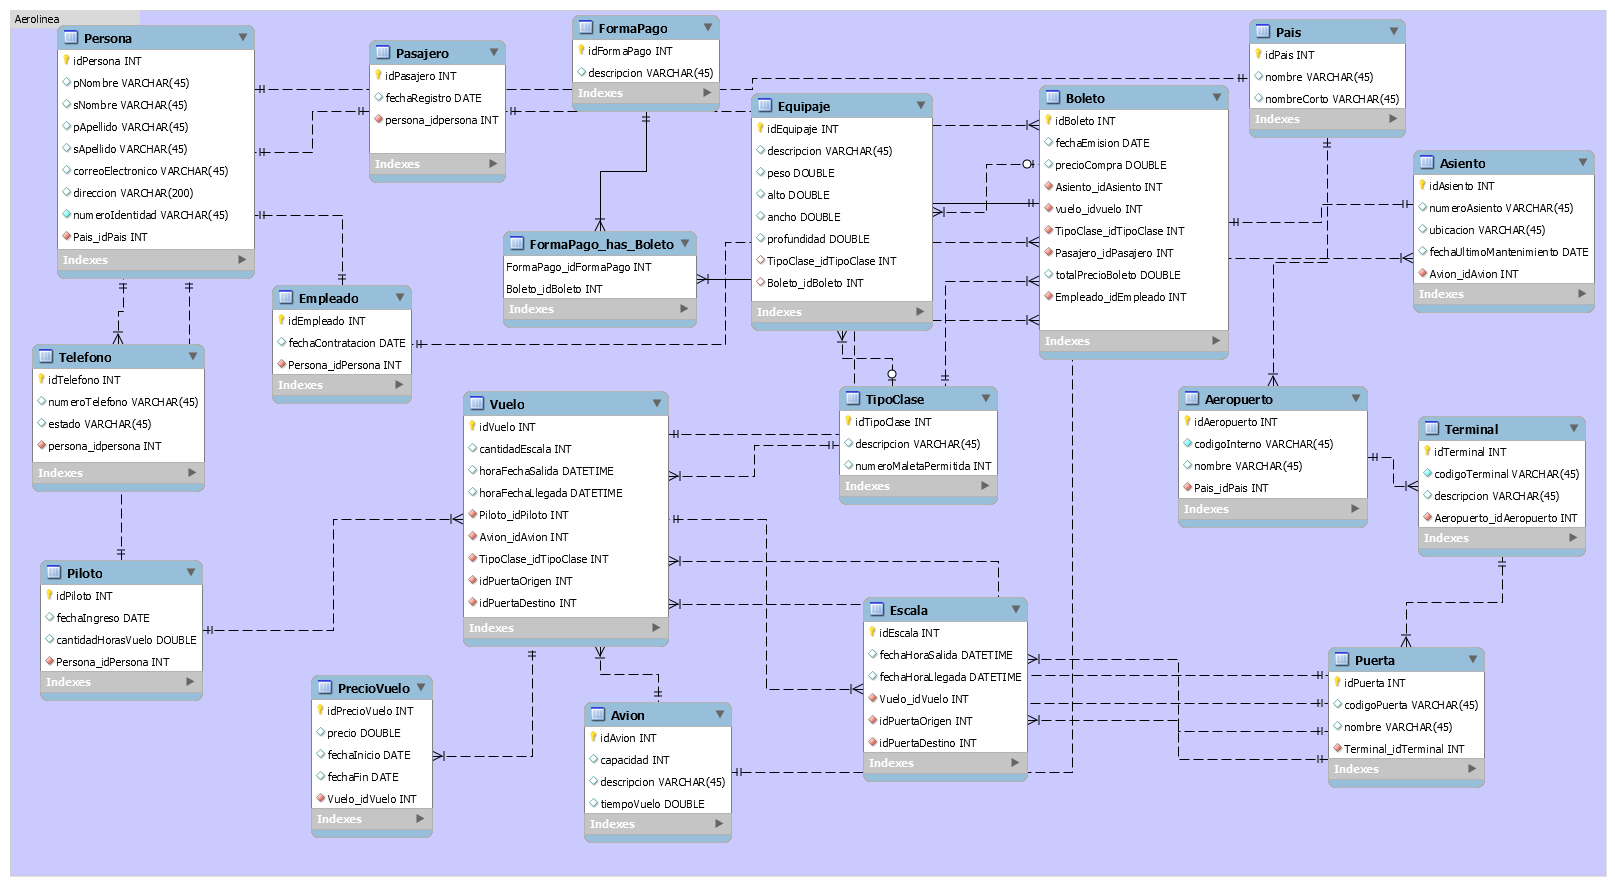 Aerolinea
Persona
idPersona INT
pNombre VARCHAR(45)
sNombre VARCHAR(45)
pApellido VARCHAR(45)
sApellido VARCHAR(45)
correoElectronico VARCHAR(45)
direccion VARCHAR(200)
numeroIdentidad VARCHAR(45)
Pais_idPais INT
Indexes
Pasajero
idPasajero INT
fechaRegistro DATE
persona_idpersona INT
Indexes
FormaPago
idFormaPago INT
descripcion VARCHAR(45)
Indexes
Equipaje
idEquipaje INT
descripcion VARCHAR(45)
peso DOUBLE
alto DOUBLE
ancho DOUBLE
profundidad DOUBLE
TipoClase_idTipoClase INT
Boleto_idBoleto INT
Indexes
Boleto
idBoleto INT
fechaEmision DATE
precioCompra DOUBLE
Asiento_idAsiento INT
vuelo_idvuelo INT
TipoClase_idTipoClase INT
Pasajero_idPasajero INT
totalPrecioBoleto DOUBLE
Empleado_idEmpleado INT
Indexes
Pais
idPais INT
nombre VARCHAR(45)
nombreCorto VARCHAR(45)
Indexes
Asiento
idAsiento INT
numeroAsiento VARCHAR(45)
ubicacion VARCHAR(45)
fechaUltimoMantenimiento DATE
Avion_idAvion INT
Indexes
FormaPago_has_Boleto
FormaPago_idFormaPago INT
Boleto_idBoleto INT
Indexes
Empleado
idEmpleado INT
fechaContratacion DATE
Persona_idPersona INT
Indexes
Telefono
idTelefono INT
numeroTelefono VARCHAR(45)
estado VARCHAR(45)
persona_idpersona INT
Indexes
Vuelo
idVuelo INT
cantidadEscala INT
horaFechaSalida DATETIME
horaFechaLlegada DATETIME
Piloto_idPiloto INT
Avion_idAvion INT
TipoClase_idTipoClase INT
idPuertaOrigen INT
idPuertaDestino INT
Indexes
TipoClase
idTipoClase INT
descripcion VARCHAR(45)
numeroMaletaPermitida INT
Indexes
Aeropuerto
idAeropuerto INT
codigoInterno VARCHAR(45)
nombre VARCHAR(45)
Pais_idPais INT
Indexes
Terminal
idTerminal INT
codigoTerminal VARCHAR(45)
descripcion VARCHAR(45)
Aeropuerto_idAeropuerto INT
Indexes
Piloto
idPiloto INT
fechaIngreso DATE
cantidadHorasVuelo DOUBLE
Persona_idPersona INT
Indexes
PrecioVuelo
idPrecioVuelo INT
precio DOUBLE
fechaInicio DATE
fechaFin DATE
Vuelo_idVuelo INT
Indexes
Avion
idAvion INT
capacidad INT
descripcion VARCHAR(45)
tiempoVuelo DOUBLE
Indexes
Escala
idEscala INT
fechaHoraSalida DATETIME
fechaHoraLlegada DATETIME
Vuelo_idVuelo INT
idPuertaOrigen INT
idPuertaDestino INT
Indexes
Puerta
idPuerta INT
codigoPuerta VARCHAR(45)
nombre VARCHAR(45)
Terminal_idTerminal INT
Indexes